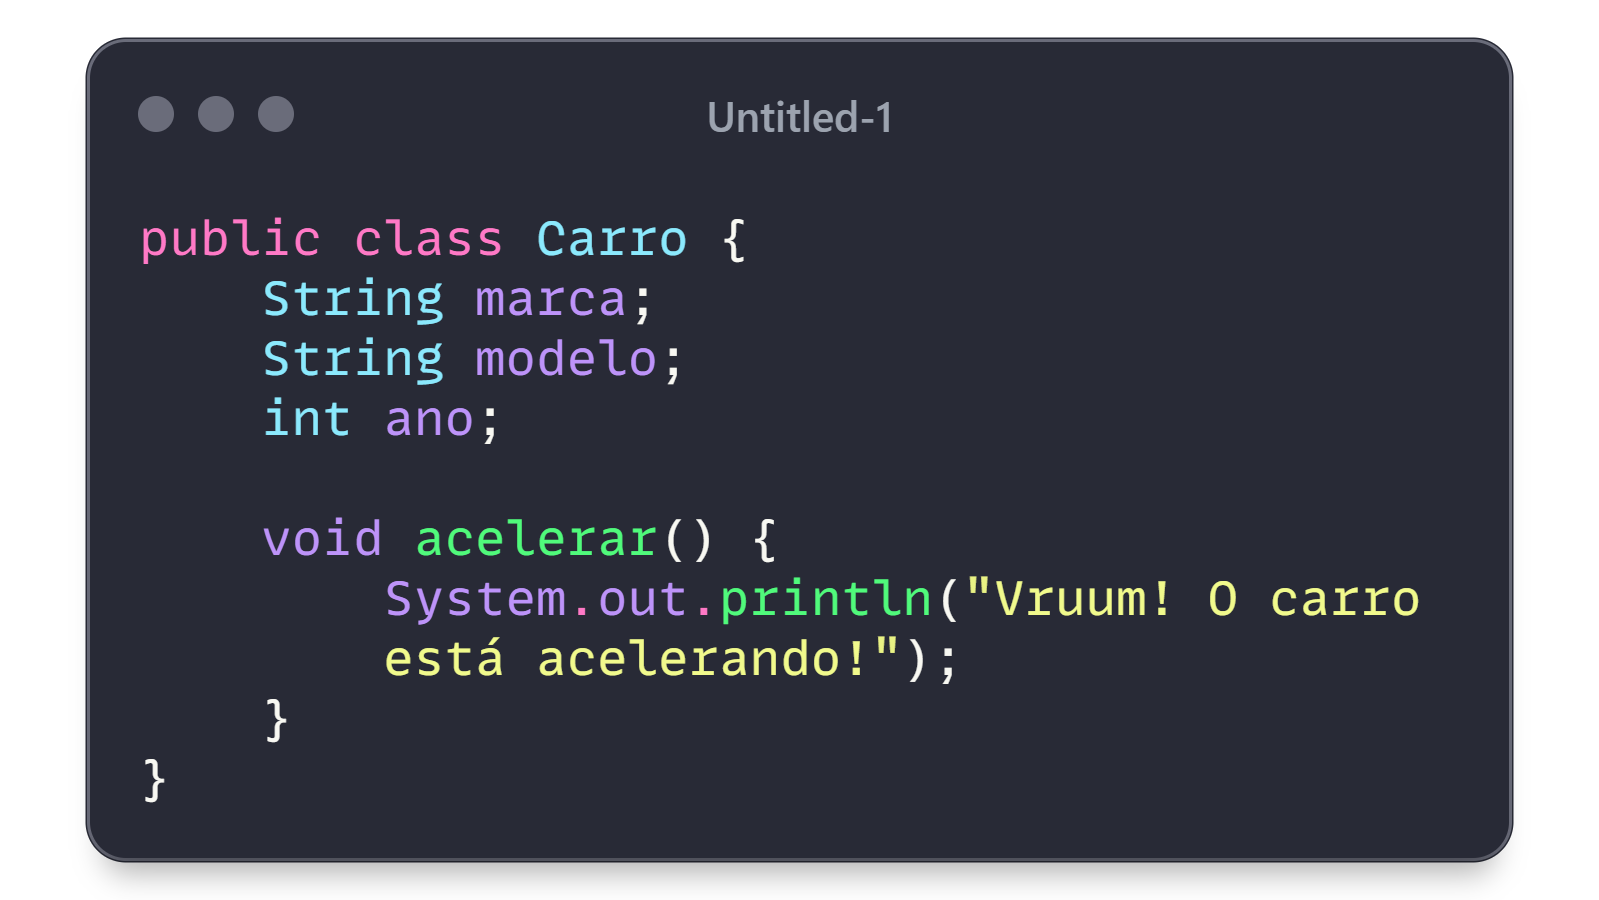 Untitled-1
public class Carro {
    String marca;
    String modelo;
    int ano;

    void acelerar() {
        System.out.println("Vruum! O carro
        está acelerando!");
    }
}